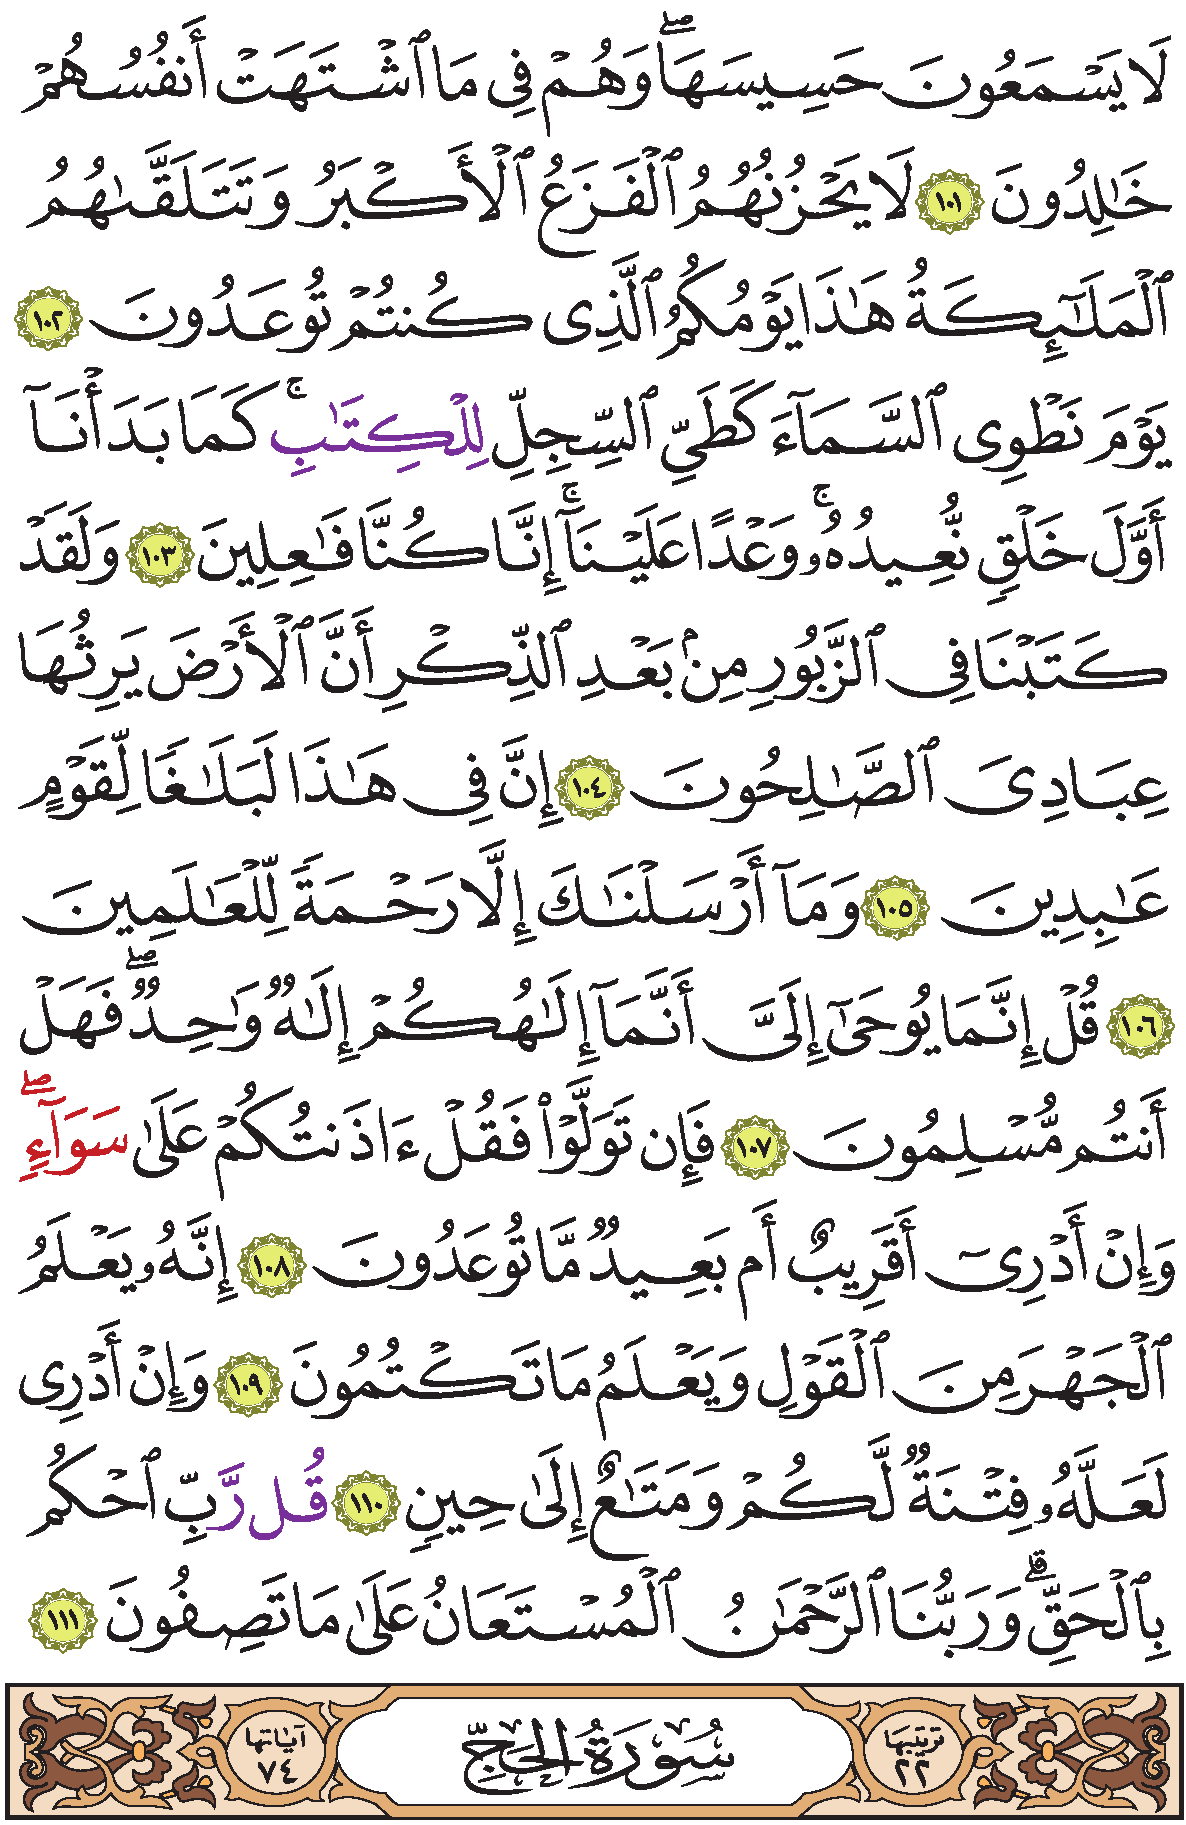 لَا يَسْمَعُونَ حَسِيسَهَاۖ وَهُمْ فِي مَا ٱشْتَهَتْ أَنفُسُهُمْ
خَٰلِدُونَ ١٠١ لَا يَحْزُنُهُمُ ٱلْفَزَعُ ٱلْأَكْبَرُ وَتَتَلَقَّىٰهُمُ
ٱلْمَلَٰٓئِكَةُ هَٰذَا يَوْمُكُمُ ٱلَّذِى كُنتُمْ تُوعَدُونَ ١٠٢
يَوْمَ نَطْوِى ٱلسَّمَآءَ كَطَىِّ ٱلسِّجِلِّ لِلْكِتَٰبِۚ كَمَا بَدَأْنَآ
أَوَّلَ خَلْقٍ نُّعِيدُهُۥۚ وَعْدًا عَلَيْنَآۚ إِنَّا كُنَّا فَٰعِلِينَ ١٠٣ وَلَقَدْ
كَتَبْنَا فِى ٱلزَّبُورِ مِنۢ بَعْدِ ٱلذِّكْرِ أَنَّ ٱلْأَرْضَ يَرِثُهَا
عِبَادِىَ ٱلصَّٰلِحُونَ ١٠٤ إِنَّ فِى هَٰذَا لَبَلَٰغًا لِّقَوْمٍ
عَٰبِدِينَ ١٠٥ وَمَآ أَرْسَلْنَٰكَ إِلَّا رَحْمَةً لِّلْعَٰلَمِينَ
١٠٦ قُلْ إِنَّمَا يُوحَىٰٓ إِلَىَّ أَنَّمَآ إِلَٰهُكُمْ إِلَٰهٌ وَٰحِدٌۖ فَهَلْ
أَنتُم مُّسْلِمُونَ ١٠٧ فَإِن تَوَلَّوْا۟ فَقُلْ ءَاذَنتُكُمْ عَلَىٰ سَوَآءٍۖ
وَإِنْ أَدْرِىٓ أَقَرِيبٌ أَم بَعِيدٌ مَّا تُوعَدُونَ ١٠٨ إِنَّهُۥ يَعْلَمُ
ٱلْجَهْرَ مِنَ ٱلْقَوْلِ وَيَعْلَمُ مَا تَكْتُمُونَ ١٠٩ وَإِنْ أَدْرِى
لَعَلَّهُۥ فِتْنَةٌ لَّكُمْ وَمَتَٰعٌ إِلَىٰ حِينٍ ١١٠ قُل رَّبِّ ٱحْكُم
بِٱلْحَقِّۗ وَرَبُّنَا ٱلرَّحْمَٰنُ ٱلْمُسْتَعَانُ عَلَىٰ مَا تَصِفُونَ ١١١
ترتيبها ٢٢ سُورَةُ الحَجِّ آياتها ٧٤